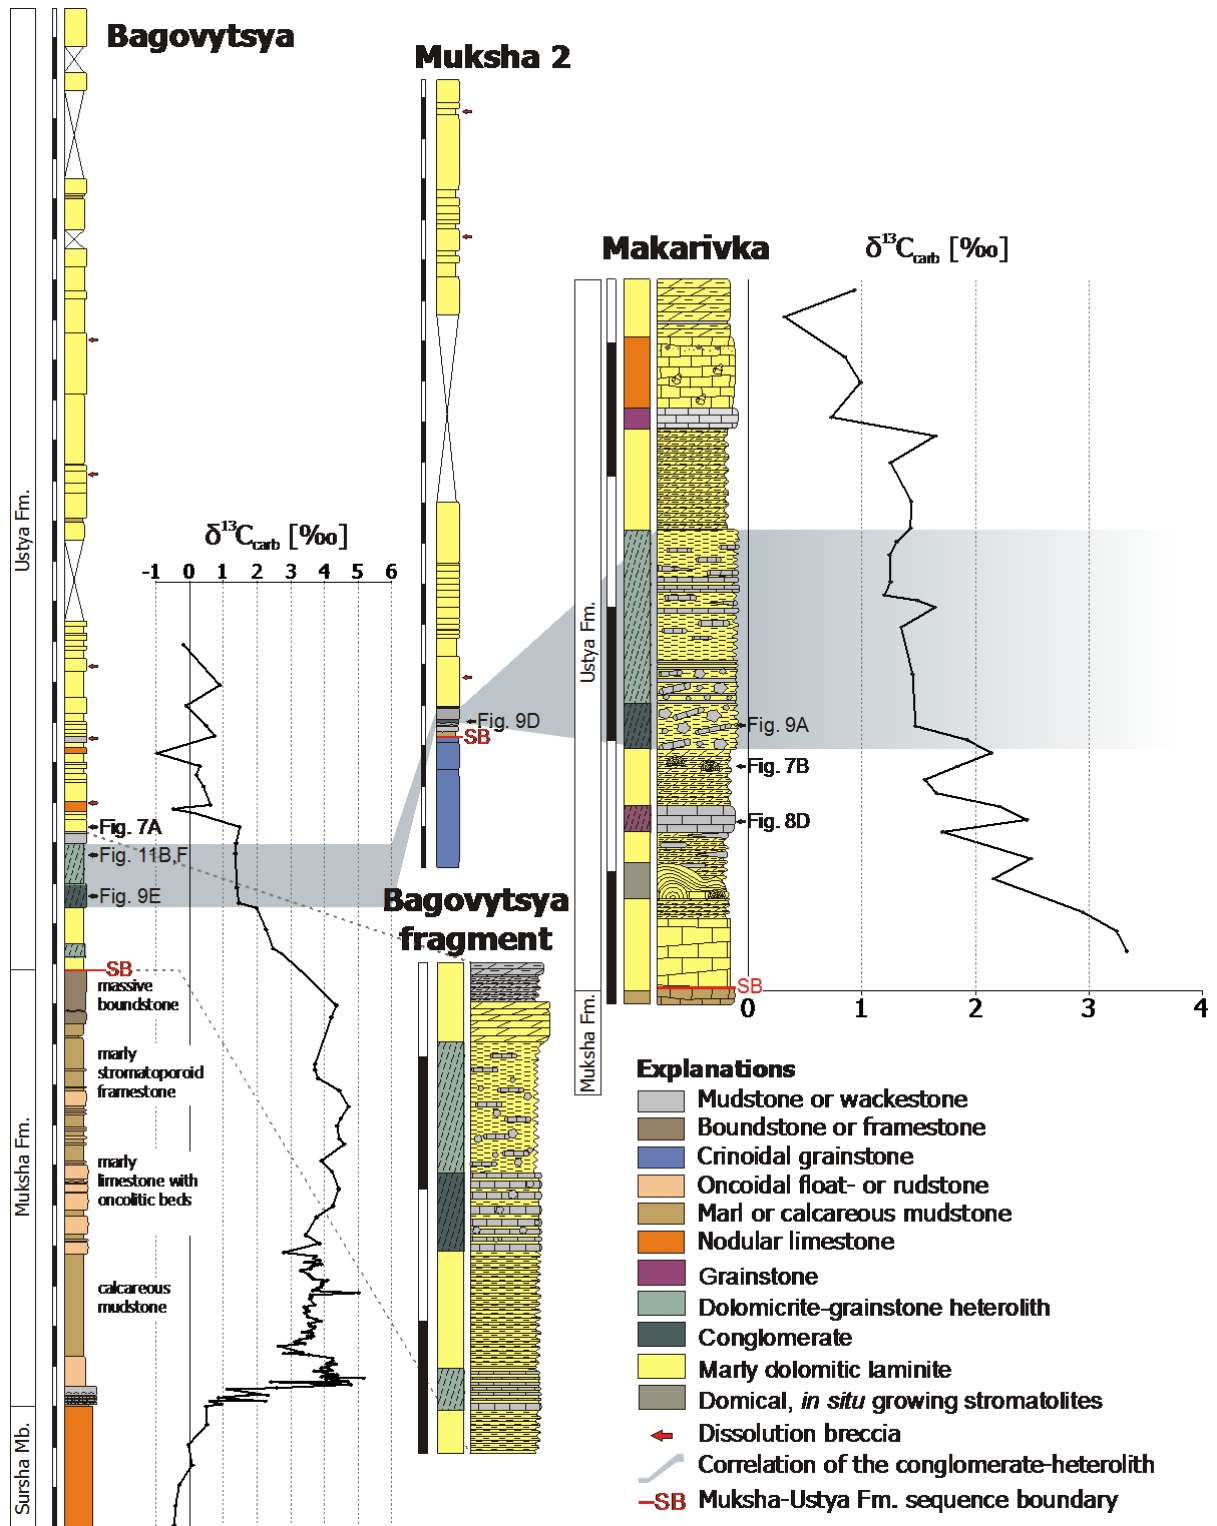 Bagovytsya
Muksha 2
Makarivka
δ13Ccarb [‰]
δ13Ccarb [‰]
-1 0 1 2 3 4 5 6
Ustya Fm.
Ustya Fm.
Fig. 9D
SB
Fig. 9A
Fig. 7B
Fig. 8D
Fig. 7A
Fig. 11B,F
Fig. 9E
Bagovytsya
fragment
SB
massive
boundstone
SB
0 1 2 3 4
Muksha Fm.
Muksha Fm.
marly
stromatoporoid
framestone
marly
limestone with
oncolitic beds
calcareous
mudstone
Sursha Mb.
Explanations
Mudstone or wackestone
Boundstone or framestone
Crinoidal grainstone
Oncoidal float- or rudstone
Marl or calcareous mudstone
Nodular limestone
Grainstone
Dolomicrite-grainstone heterolith
Conglomerate
Marly dolomitic laminite
Domical, in situ growing stromatolites
Dissolution breccia
Correlation of the conglomerate-heterolith
SB Muksha-Ustya Fm. sequence boundary